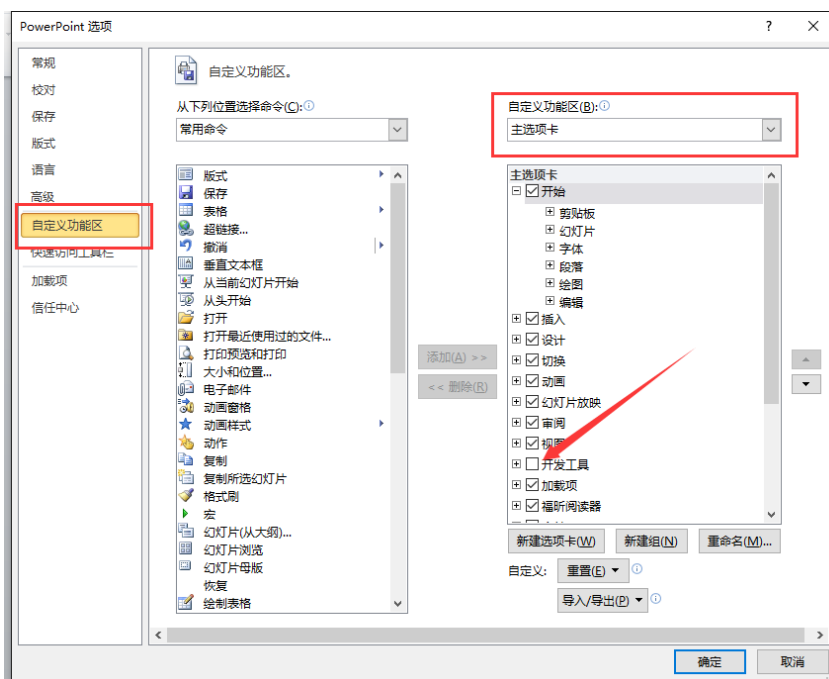 PowerPoint 选项
?
常规
校对
保存
版式
语言
高级
自定义功能区
快速访问工具栏
加载项
信任中心
自定义功能区。
从下列位置选择命令(C):
常用命令
版式
保存
表格
超链接...
撤消
垂直文本框
从当前幻灯片开始
从头开始
打开
打开最近使用过的文件...
打印预览和打印
大小和位置...
电子邮件
动画窗格
动画样式
动作
复制
复制所选幻灯片
格式刷
宏
幻灯片(从大纲)...
幻灯片浏览
幻灯片母版
恢复
绘制表格
添加(A) >>
<< 删除(R)
自定义功能区(B):
主选项卡
主选项卡
开始
剪贴板
幻灯片
字体
段落
绘图
编辑
插入
设计
切换
动画
幻灯片放映
审阅
视图
开发工具
加载项
福昕阅读器
新建选项卡(W)
新建组(N)
重命名(M)...
自定义:
重置(E)
导入/导出(P)
确定
取消